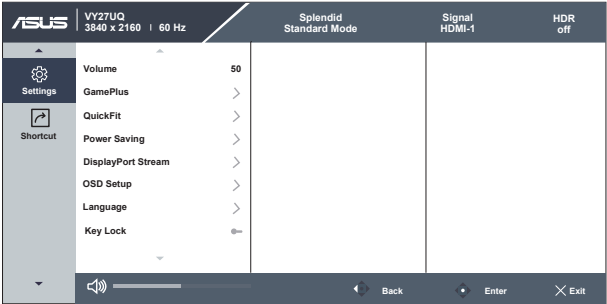 ASUS
VY27UQ
3840 x 2160 | 60 Hz
Splendid
Standard Mode
Signal
HDMI-1
HDR
off
Settings
Shortcut
Volume 50
GamePlus
QuickFit
Power Saving
DisplayPort Stream
OSD Setup
Language
Key Lock
Back
Enter
Exit